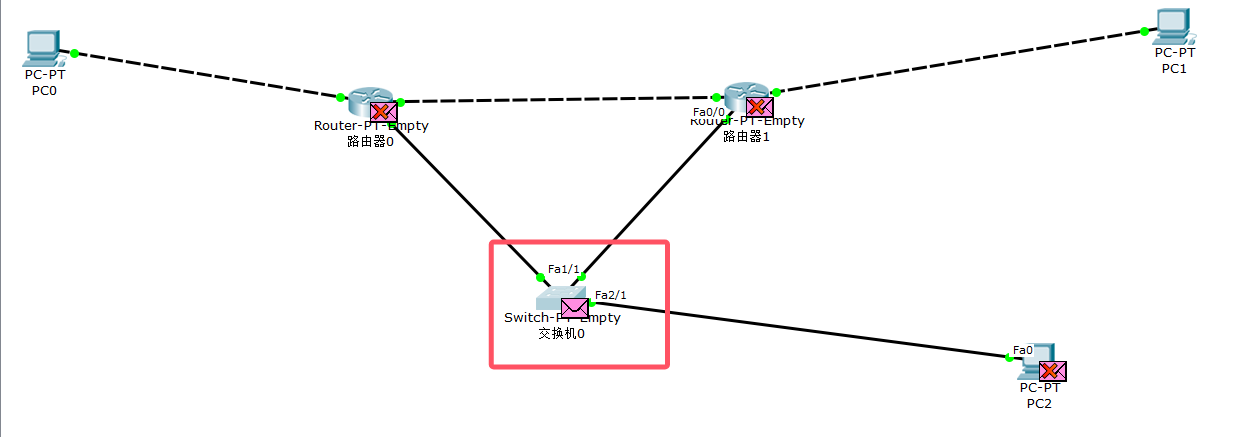 PC-PT
PC0
Router-PT-Empty
路由器0
Fa0/0
Router-PT-Empty
路由器1
PC-PT
PC1
Fa1/1
Fa2/1
Switch-PT-Empty
交换机0
Fa0
PC-PT
PC2